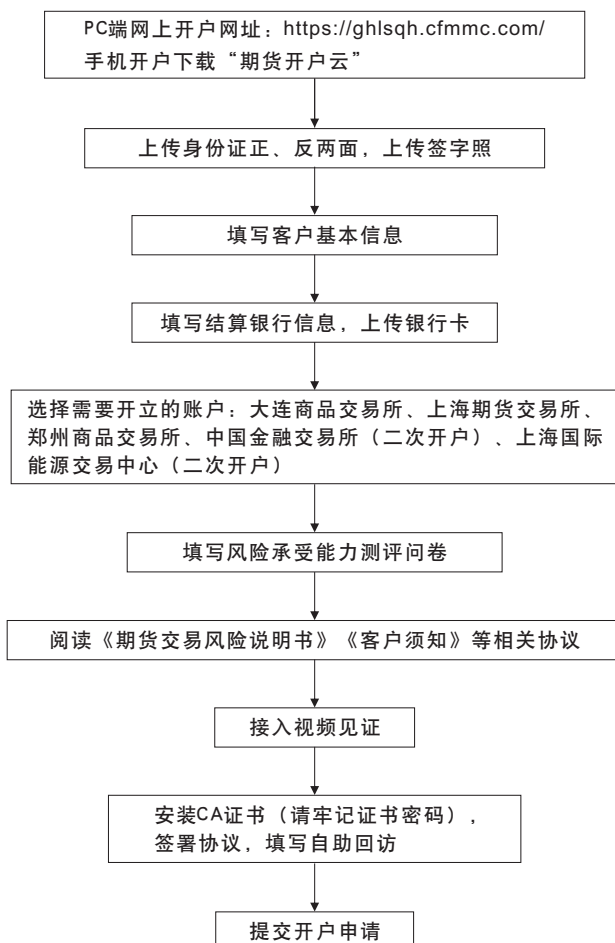 PC端网上开户网址：https://ghlsqh.cfmmc.com/
手机开户下载“期货开户云”
上传身份证正、反两面，上传签字照
填写客户基本信息
填写结算银行信息，上传银行卡
选择需要开立的账户：大连商品交易所、上海期货交易所、
郑州商品交易所、中国金融交易所（二次开户）、上海国际
能源交易中心（二次开户）
填写风险承受能力测评问卷
阅读《期货交易风险说明书》《客户须知》等相关协议
接入视频见证
安装CA证书（请牢记证书密码），
签署协议，填写自助回访
提交开户申请